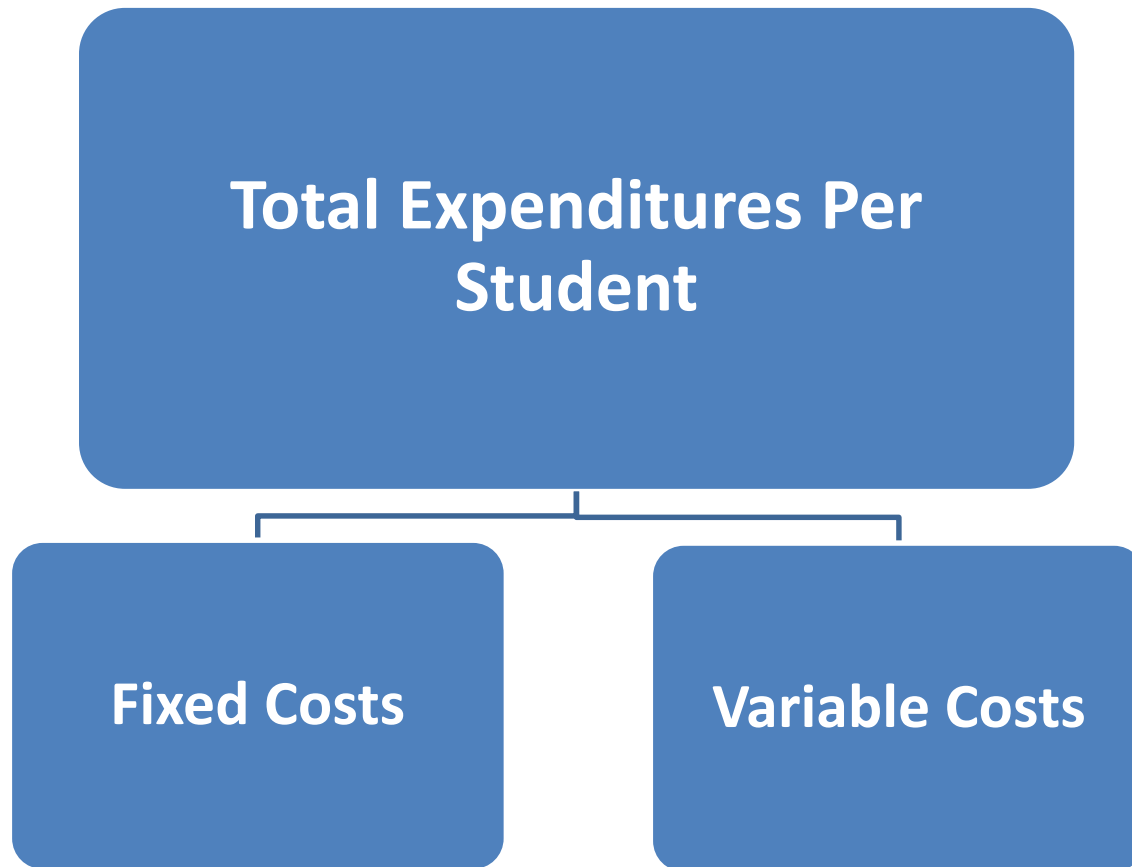 Total Expenditures Per
Student
Fixed Costs
Variable Costs